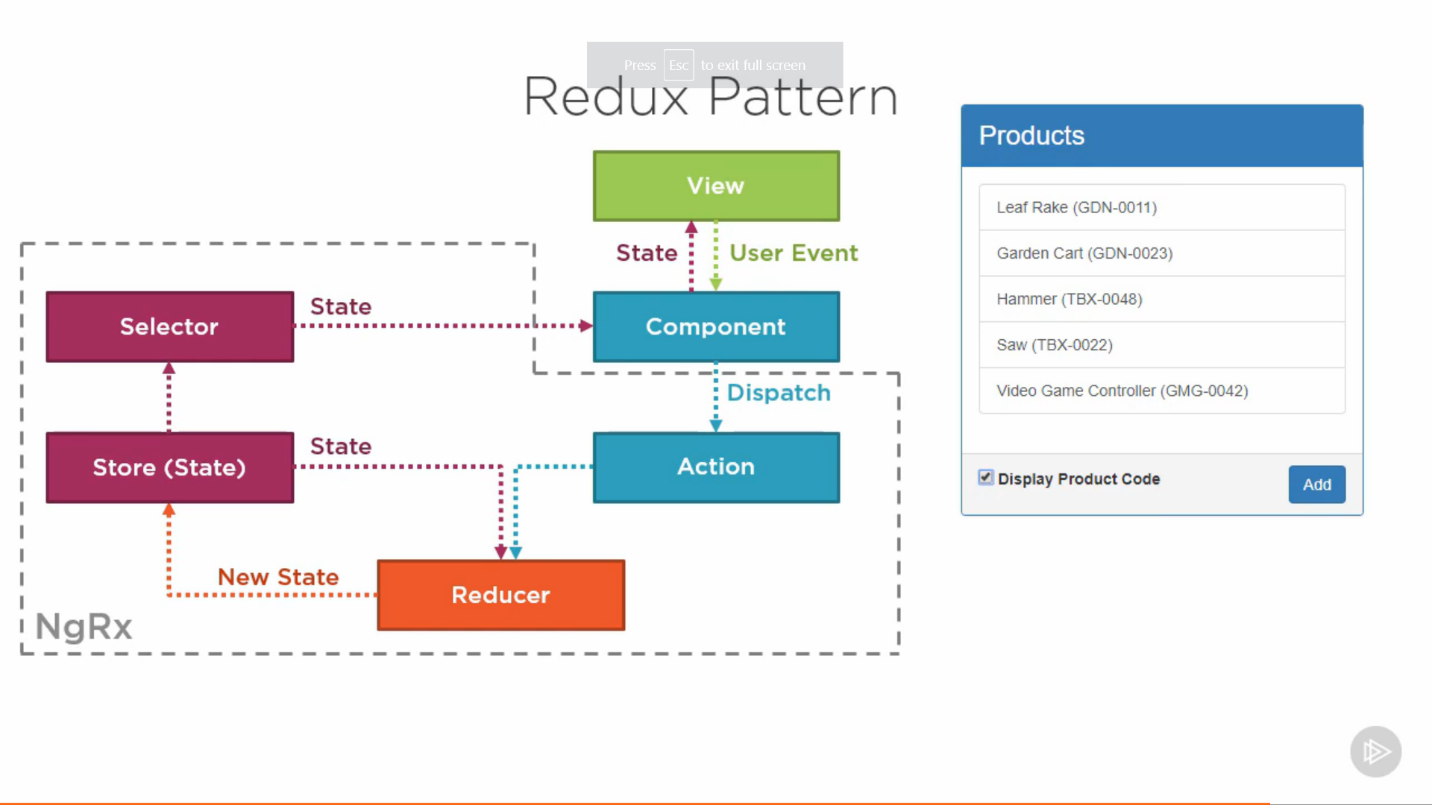 Press Esc to exit full screen
Redux Pattern
View
State
User Event
Selector
State
Component
Dispatch
Store (State)
State
Action
New State
Reducer
NgRx
Products
Leaf Rake (GDN-0011)
Garden Cart (GDN-0023)
Hammer (TBX-0048)
Saw (TBX-0022)
Video Game Controller (GMG-0042)
Display Product Code
Add